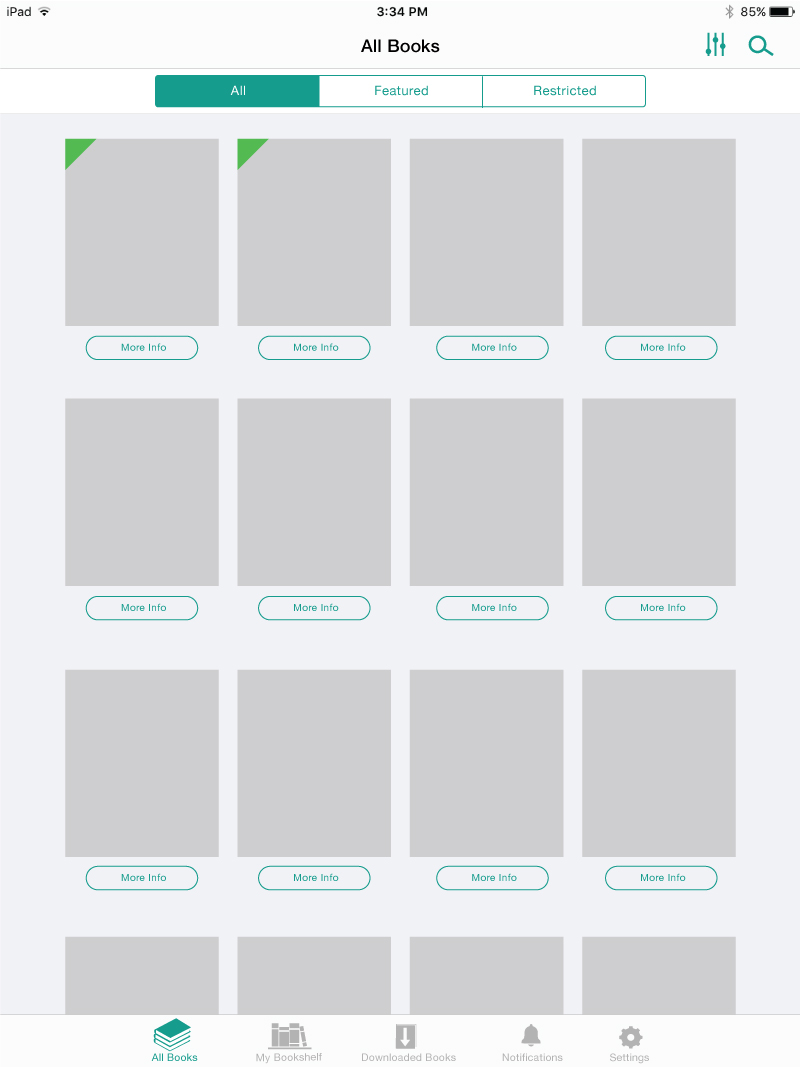 iPad 3:34 PM 85%
All Books
All Featured Restricted
More Info More Info More Info More Info
More Info More Info More Info More Info
More Info More Info More Info More Info
All Books My Bookshelf Downloaded Books Notifications Settings